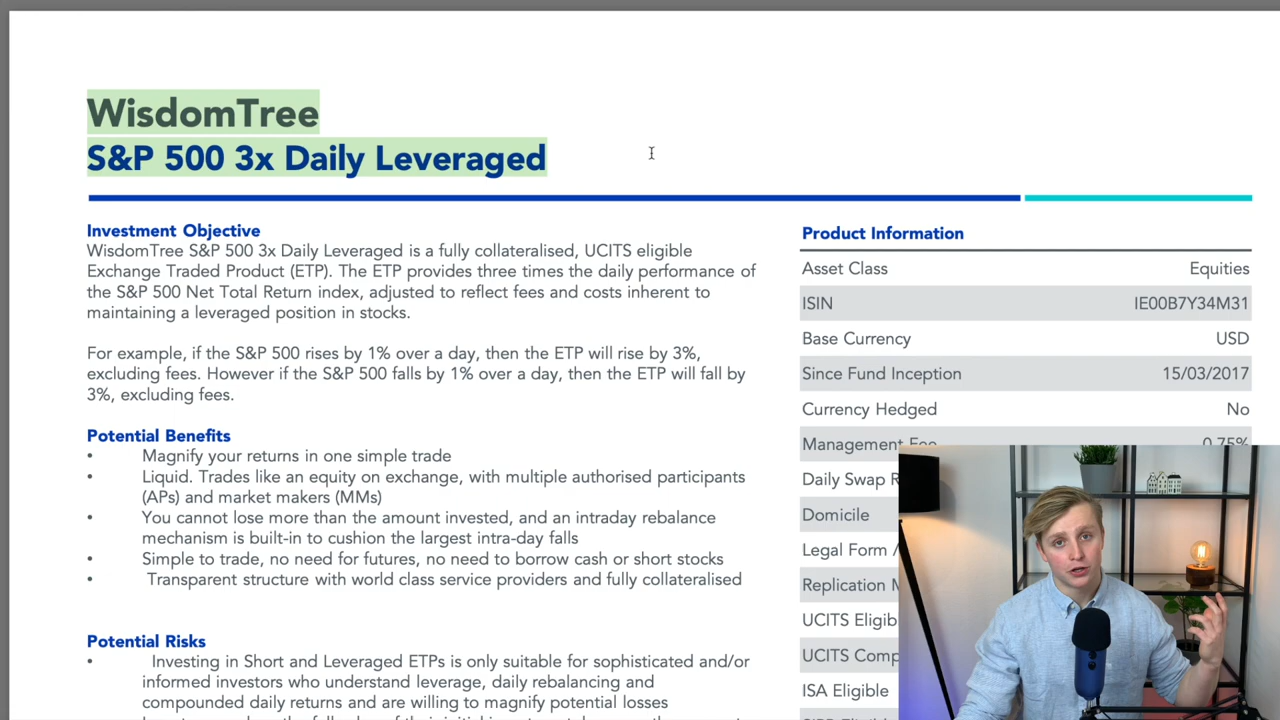 WisdomTree
S&P 500 3x Daily Leveraged
Investment Objective
WisdomTree S&P 500 3x Daily Leveraged is a fully collateralised, UCITS eligible
Exchange Traded Product (ETP). The ETP provides three times the daily performance of
the S&P 500 Net Total Return index, adjusted to reflect fees and costs inherent to
maintaining a leveraged position in stocks.
For example, if the S&P 500 rises by 1% over a day, then the ETP will rise by 3%,
excluding fees. However if the S&P 500 falls by 1% over a day, then the ETP will fall by
3%, excluding fees.
Potential Benefits
• Magnify your returns in one simple trade
• Liquid. Trades like an equity on exchange, with multiple authorised participants
(APs) and market makers (MMs)
• You cannot lose more than the amount invested, and an intraday rebalance
mechanism is built-in to cushion the largest intra-day falls
• Simple to trade, no need for futures, no need to borrow cash or short stocks
• Transparent structure with world class service providers and fully collateralised
Potential Risks
• Investing in Short and Leveraged ETPs is only suitable for sophisticated and/or
informed investors who understand leverage, daily rebalancing and
compounded daily returns and are willing to magnify potential losses
Product Information
Asset Class Equities
ISIN IE00B7Y34M31
Base Currency USD
Since Fund Inception 15/03/2017
Currency Hedged No
Management Fee 0.75%
Daily Swap
Domicile
Legal Form /
Replication
UCITS
UCITS
ISA Eligible